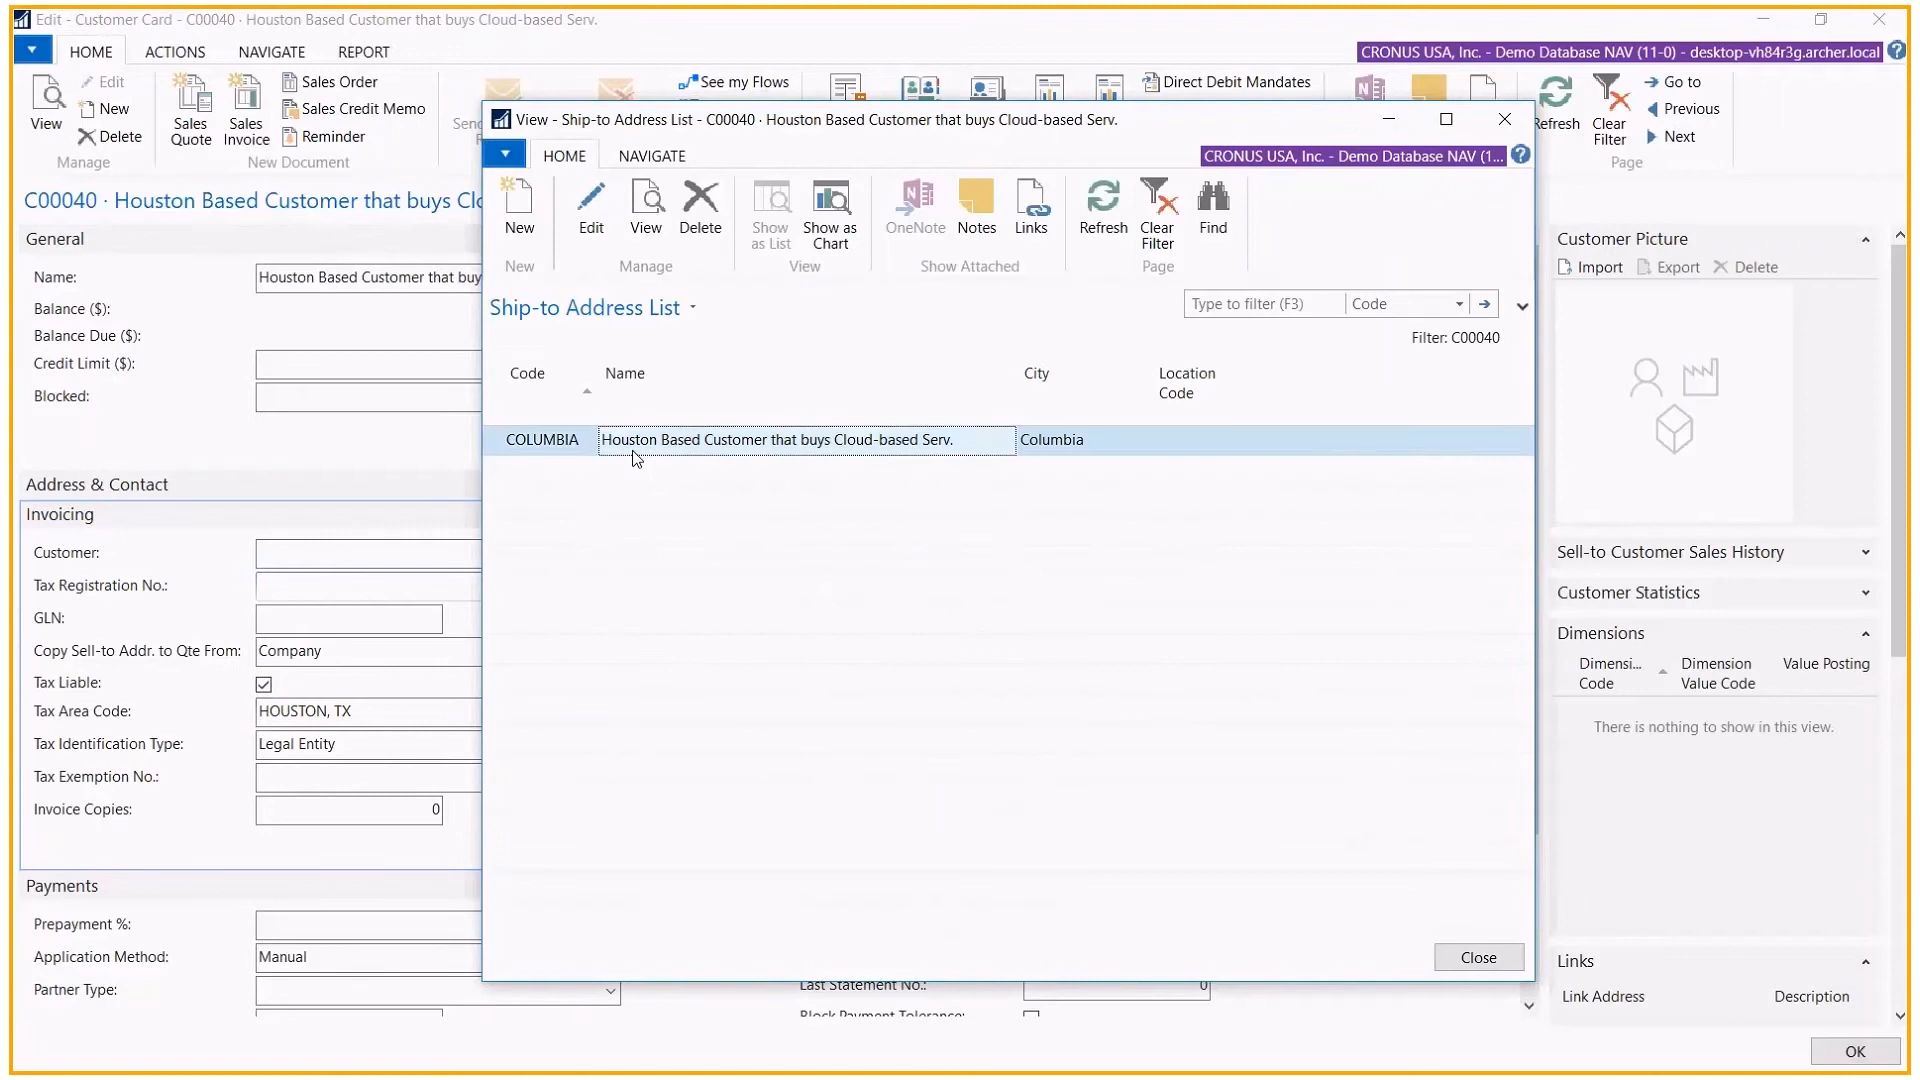 Edit - Customer Card - C00040 · Houston Based Customer that buys Cloud-based Serv.
HOME ACTIONS NAVIGATE REPORT
CRONUS USA, Inc. - Demo Database NAV (11-0) - desktop-vh84r3g.archer.local
View
Edit
New
Delete
Manage
Sales Quote
Sales Invoice
Sales Order
Sales Credit Memo
Reminder
New Document
See my Flows
Direct Debit Mandates
Refresh
Clear Filter
Go to
Previous
Next
Page
C00040 · Houston Based Customer that buys
General
Name: Houston Based Customer that buys
Balance ($):
Balance Due ($):
Credit Limit ($):
Blocked:
Address & Contact
Invoicing
Customer:
Tax Registration No.:
GLN:
Copy Sell-to Addr. to Qte From: Company
Tax Liable:
Tax Area Code: HOUSTON, TX
Tax Identification Type: Legal Entity
Tax Exemption No.:
Invoice Copies: 0
Payments
Prepayment %:
Application Method: Manual
Partner Type:
Last Statement No.: 0
Block Payment Tolerance:
View - Ship-to Address List - C00040 · Houston Based Customer that buys Cloud-based Serv.
HOME NAVIGATE
CRONUS USA, Inc. - Demo Database NAV (1...
New
New
Edit
View
Delete
Manage
Show as List
Show as Chart
View
OneNote
Notes
Links
Show Attached
Refresh
Clear Filter
Find
Page
Ship-to Address List
Type to filter (F3) Code
Filter: C00040
Code Name City Location Code
COLUMBIA Houston Based Customer that buys Cloud-based Serv. Columbia
Close
Customer Picture
Import Export Delete
Sell-to Customer Sales History
Customer Statistics
Dimensions
Dimensi... Code
Dimension Value Code
Value Posting
There is nothing to show in this view.
Links
Link Address Description
OK